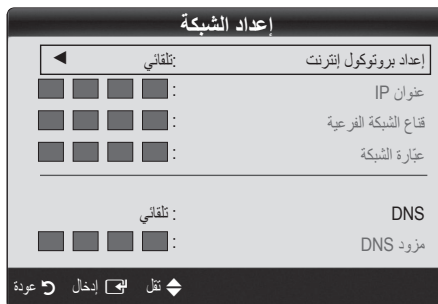 إعداد الشبكة
إعداد بروتوكول إنترنت :تلقائي
عنوان IP :
قناع الشبكة الفرعية :
عبّارة الشبكة :
DNS : تلقائي
مزود DNS :
تنقل إدخال عودة